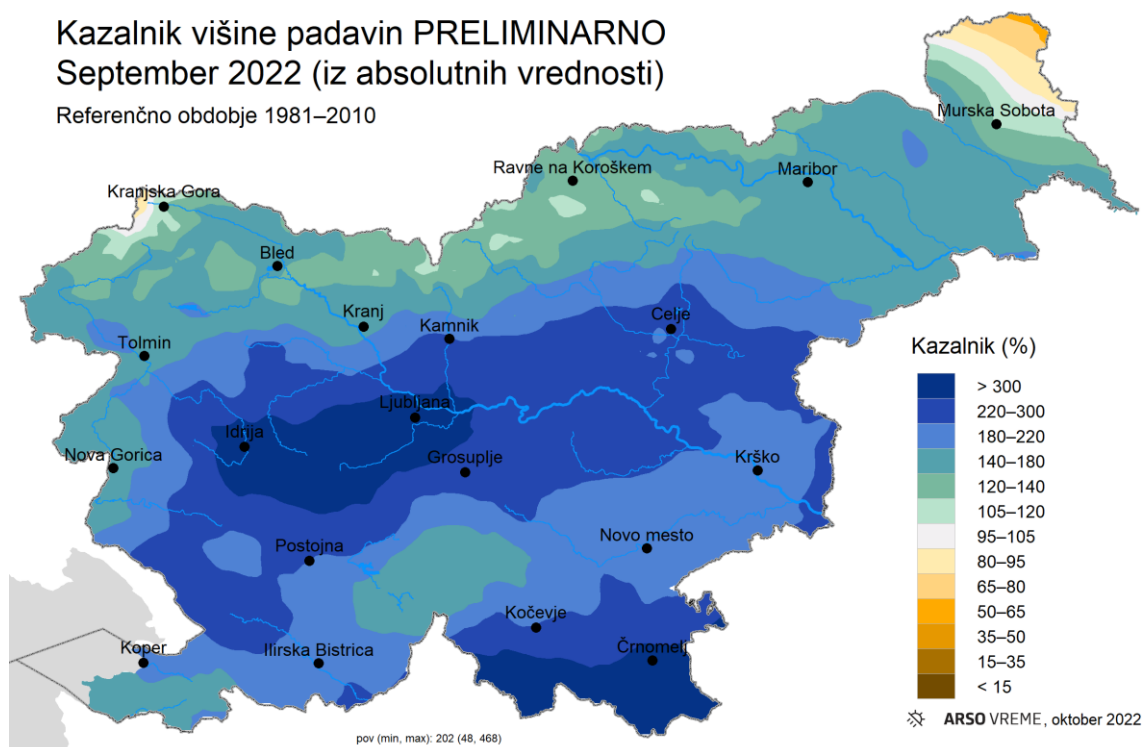 Kazalnik višine padavin PRELIMINARNO
September 2022 (iz absolutnih vrednosti)
Referenčno obdobje 1981–2010
Murska Sobota
Ravne na Koroškem
Maribor
Kranjska Gora
Bled
Kranj
Kamnik
Celje
Tolmin
Ljubljana
Idrija
Nova Gorica
Grosuplje
Krško
Novo mesto
Postojna
Kočevje
Koper
Ilirska Bistrica
Črnomelj
Kazalnik (%)
> 300
220–300
180–220
140–180
120–140
105–120
95–105
80–95
65–80
50–65
35–50
15–35
< 15
ARSO VREME, oktober 2022
pov (min, max): 202 (48, 468)